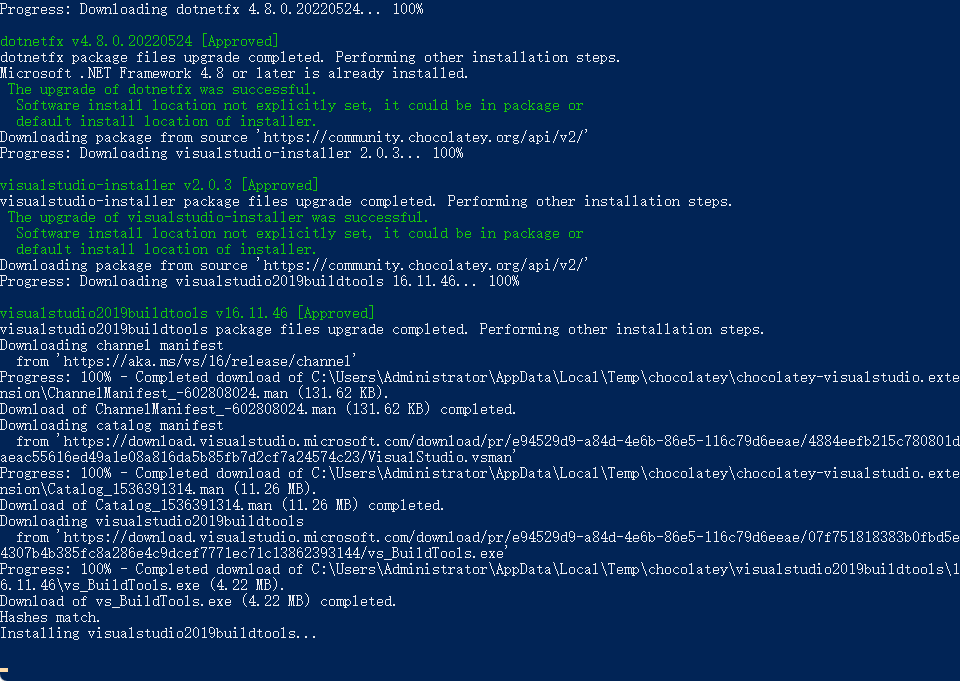 Progress: Downloading dotnetfx 4.8.0.20220524... 100%
dotnetfx v4.8.0.20220524 [Approved]
dotnetfx package files upgrade completed. Performing other installation steps.
Microsoft .NET Framework 4.8 or later is already installed.
The upgrade of dotnetfx was successful.
Software install location not explicitly set, it could be in package or
default install location of installer.
Downloading package from source 'https://community.chocolatey.org/api/v2/'
Progress: Downloading visualstudio-installer 2.0.3... 100%
visualstudio-installer v2.0.3 [Approved]
visualstudio-installer package files upgrade completed. Performing other installation steps.
The upgrade of visualstudio-installer was successful.
Software install location not explicitly set, it could be in package or
default install location of installer.
Downloading package from source 'https://community.chocolatey.org/api/v2/'
Progress: Downloading visualstudio2019buildtools 16.11.46... 100%
visualstudio2019buildtools v16.11.46 [Approved]
visualstudio2019buildtools package files upgrade completed. Performing other installation steps.
Downloading channel manifest
from 'https://aka.ms/vs/16/release/channel'
Progress: 100% - Completed download of C:\Users\Administrator\AppData\Local\Temp\chocolatey\chocolatey-visualstudio.exte
nsion\ChannelManifest_-602808024.man (131.62 KB).
Download of ChannelManifest_-602808024.man (131.62 KB) completed.
Downloading catalog manifest
from 'https://download.visualstudio.microsoft.com/download/pr/e94529d9-a84d-4e6b-86e5-116c79d6eeae/4884eefb215c780801d
aeac55616ed49a1e08a816da5b85fb7d2cf7a24574c23/VisualStudio.vsman'
Progress: 100% - Completed download of C:\Users\Administrator\AppData\Local\Temp\chocolatey\chocolatey-visualstudio.exte
nsion\Catalog_1536391314.man (11.26 MB).
Download of Catalog_1536391314.man (11.26 MB) completed.
Downloading visualstudio2019buildtools
from 'https://download.visualstudio.microsoft.com/download/pr/e94529d9-a84d-4e6b-86e5-116c79d6eeae/07f751818383b0fbd5e
4307b4b385fc8a286e4c9dcef7771ec71c13862393144/vs_BuildTools.exe'
Progress: 100% - Completed download of C:\Users\Administrator\AppData\Local\Temp\chocolatey\visualstudio2019buildtools\1
6.11.46\vs_BuildTools.exe (4.22 MB).
Download of vs_BuildTools.exe (4.22 MB) completed.
Hashes match.
Installing visualstudio2019buildtools...